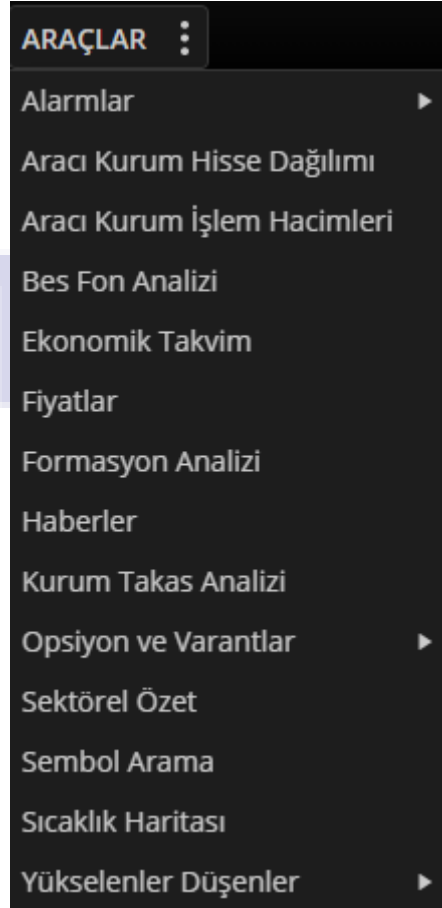 ARAÇLAR
Alarmlar
Aracı Kurum Hisse Dağılımı
Aracı Kurum İşlem Hacimleri
Bes Fon Analizi
Ekonomik Takvim
Fiyatlar
Formasyon Analizi
Haberler
Kurum Takas Analizi
Opsiyon ve Varantlar
Sektörel Özet
Sembol Arama
Sıcaklık Haritası
Yükselenler Düşenler